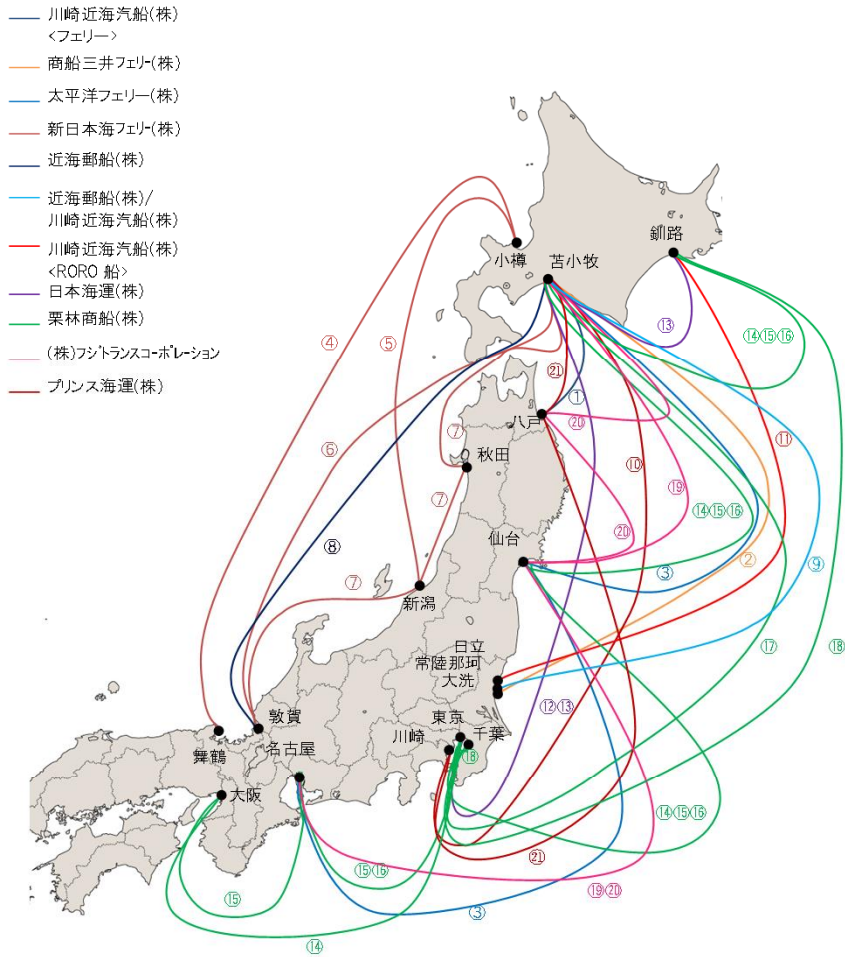 川崎近海汽船(株)
<フェリー>
商船三井フェリー(株)
太平洋フェリー(株)
新日本海フェリー(株)
近海郵船(株)
近海郵船(株)/
川崎近海汽船(株)
川崎近海汽船(株)
<RORO 船>
日本海運(株)
栗林商船(株)
(株)フジトランスコーポレーション
プリンス海運(株)
釧路
小樽
苫小牧
⑬
④
⑤
⑭⑮⑯
㉑
①
八戸
⑳
⑦
⑪
秋田
⑥
⑩
⑲
⑦
⑭⑮⑯
⑳
仙台
⑧
②
⑨
③
⑦
新潟
日立
⑰
⑱
常陸那珂
大洗
⑫⑬
敦賀
東京
千葉
川崎
名古屋
⑱
舞鶴
大阪
⑭⑮⑯
㉑
⑮⑯
⑲⑳
⑮
③
⑭